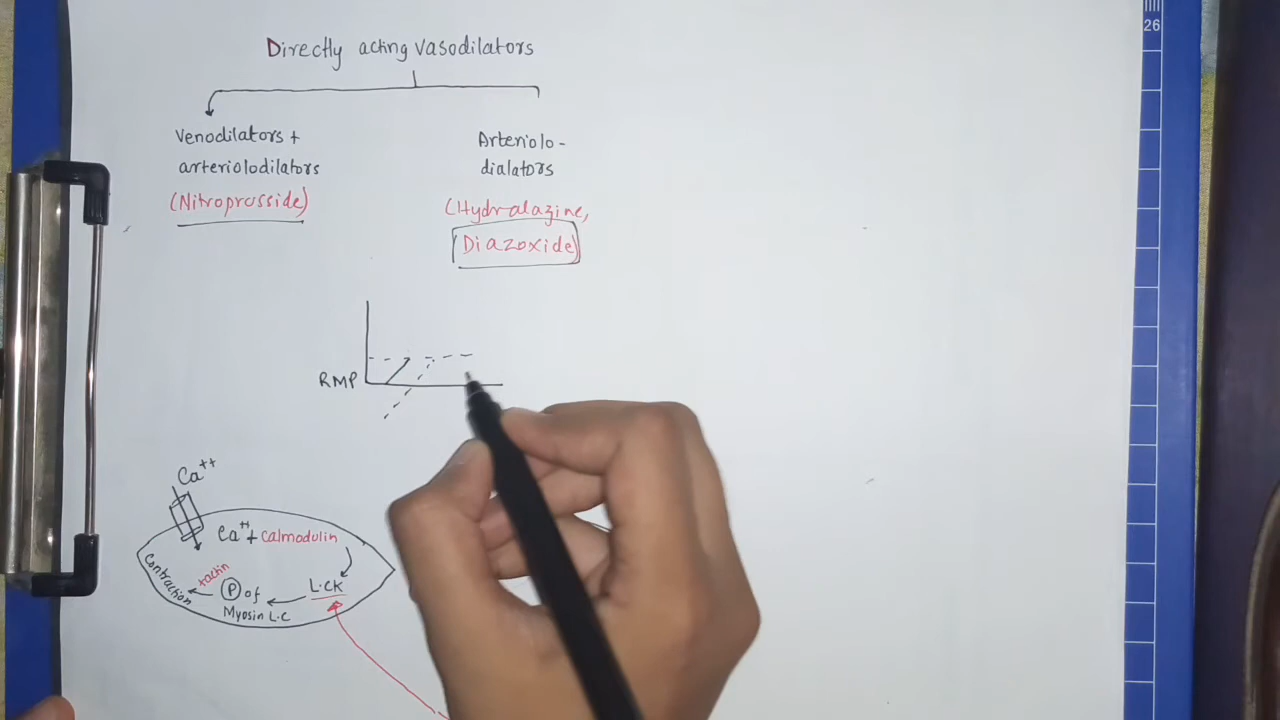 26
Directly acting vasodilators
Venodilators +
arteriolodilators
(Nitroprusside)
Arteriolo-
dialators
(Hydralazine,
Diazoxide)
RMP
Ca++
Ca++ + calmodulin
L.CK
P of
Myosin L.C
+actin
Contraction